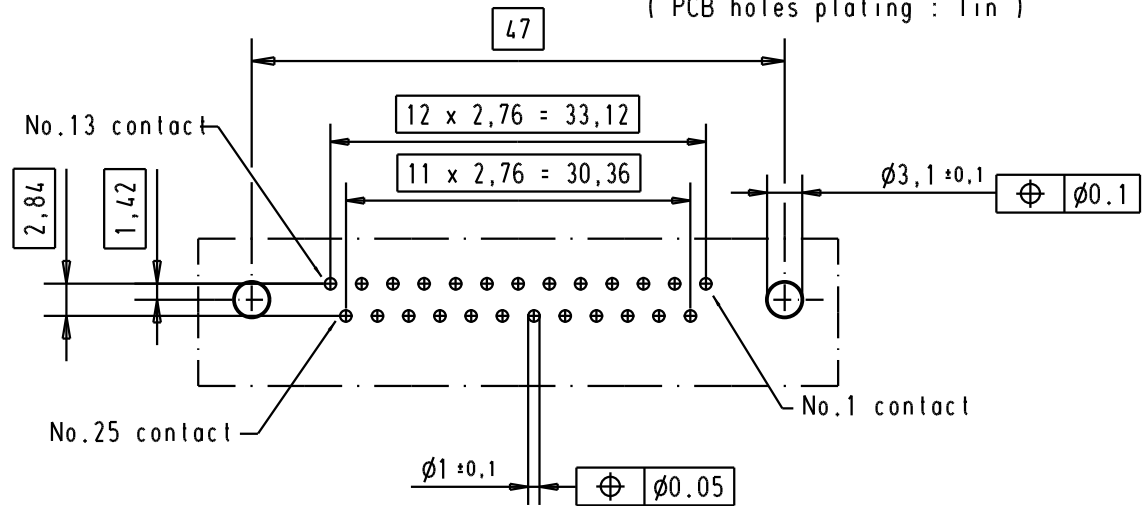 ( PCB holes plating : Tin )
47
12 x 2,76 = 33,12
No.13 contact
11 x 2,76 = 30,36
2,84
1,42
Ø3,1 ±0,1
⌖ Ø0.1
No.1 contact
No.25 contact
Ø1 ±0,1
⌖ Ø0.05